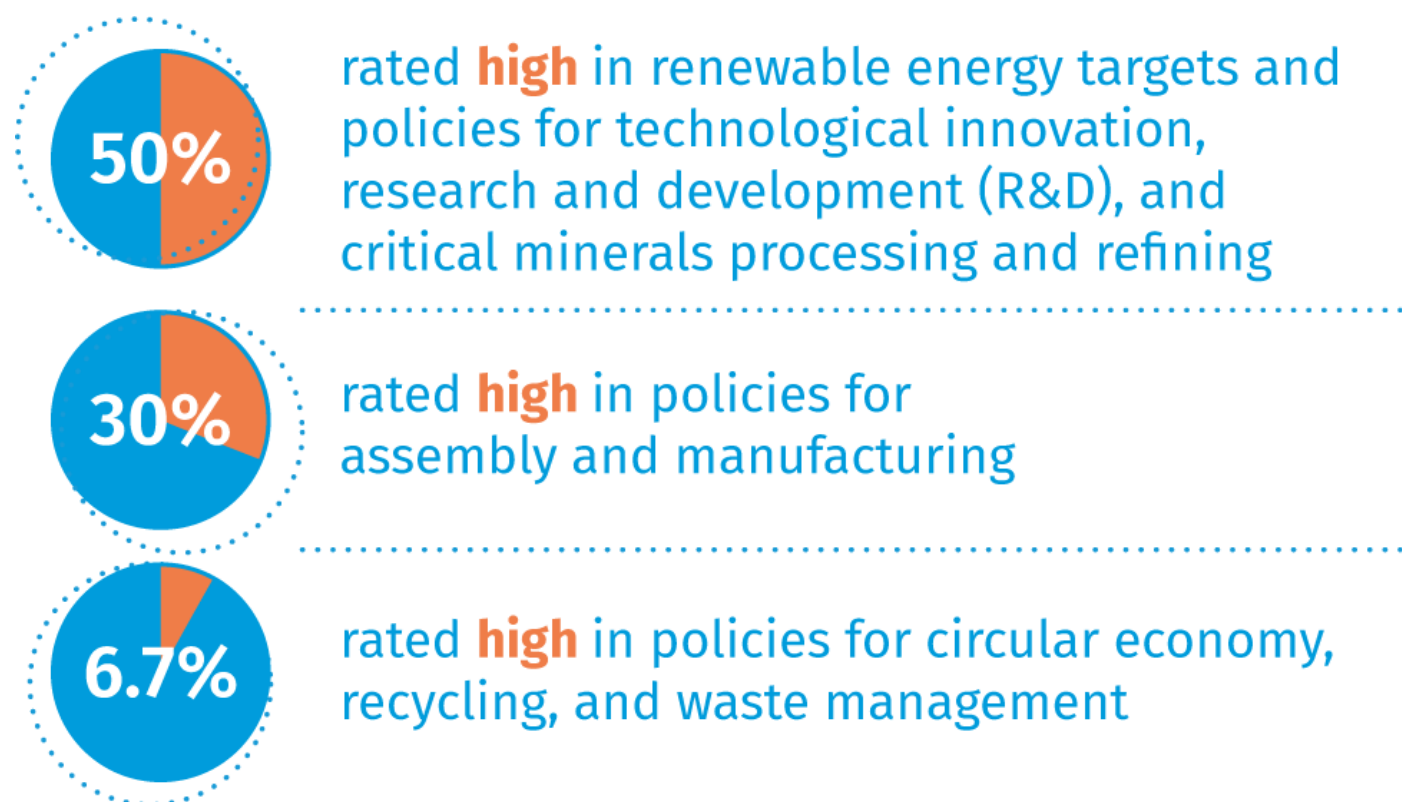 50%
rated high in renewable energy targets and
policies for technological innovation,
research and development (R&D), and
critical minerals processing and refining
30%
rated high in policies for
assembly and manufacturing
6.7%
rated high in policies for circular economy,
recycling, and waste management